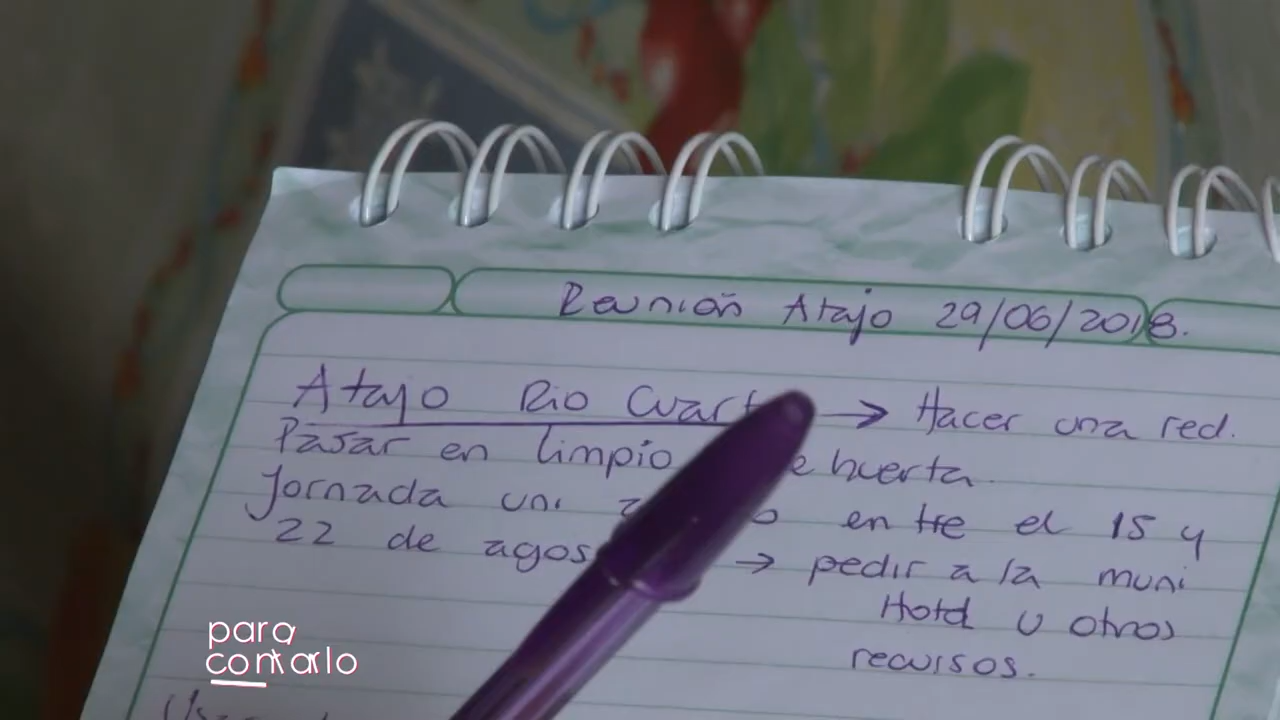 Reunión Atajo 29/06/2018.
Atajo Rio Cuart → Hacer una red.
Pasar en limpio huerta.
Jornada uni entre el 15 y
22 de agos → pedir a la muni
Hotel u otros
recursos.
para
contarlo